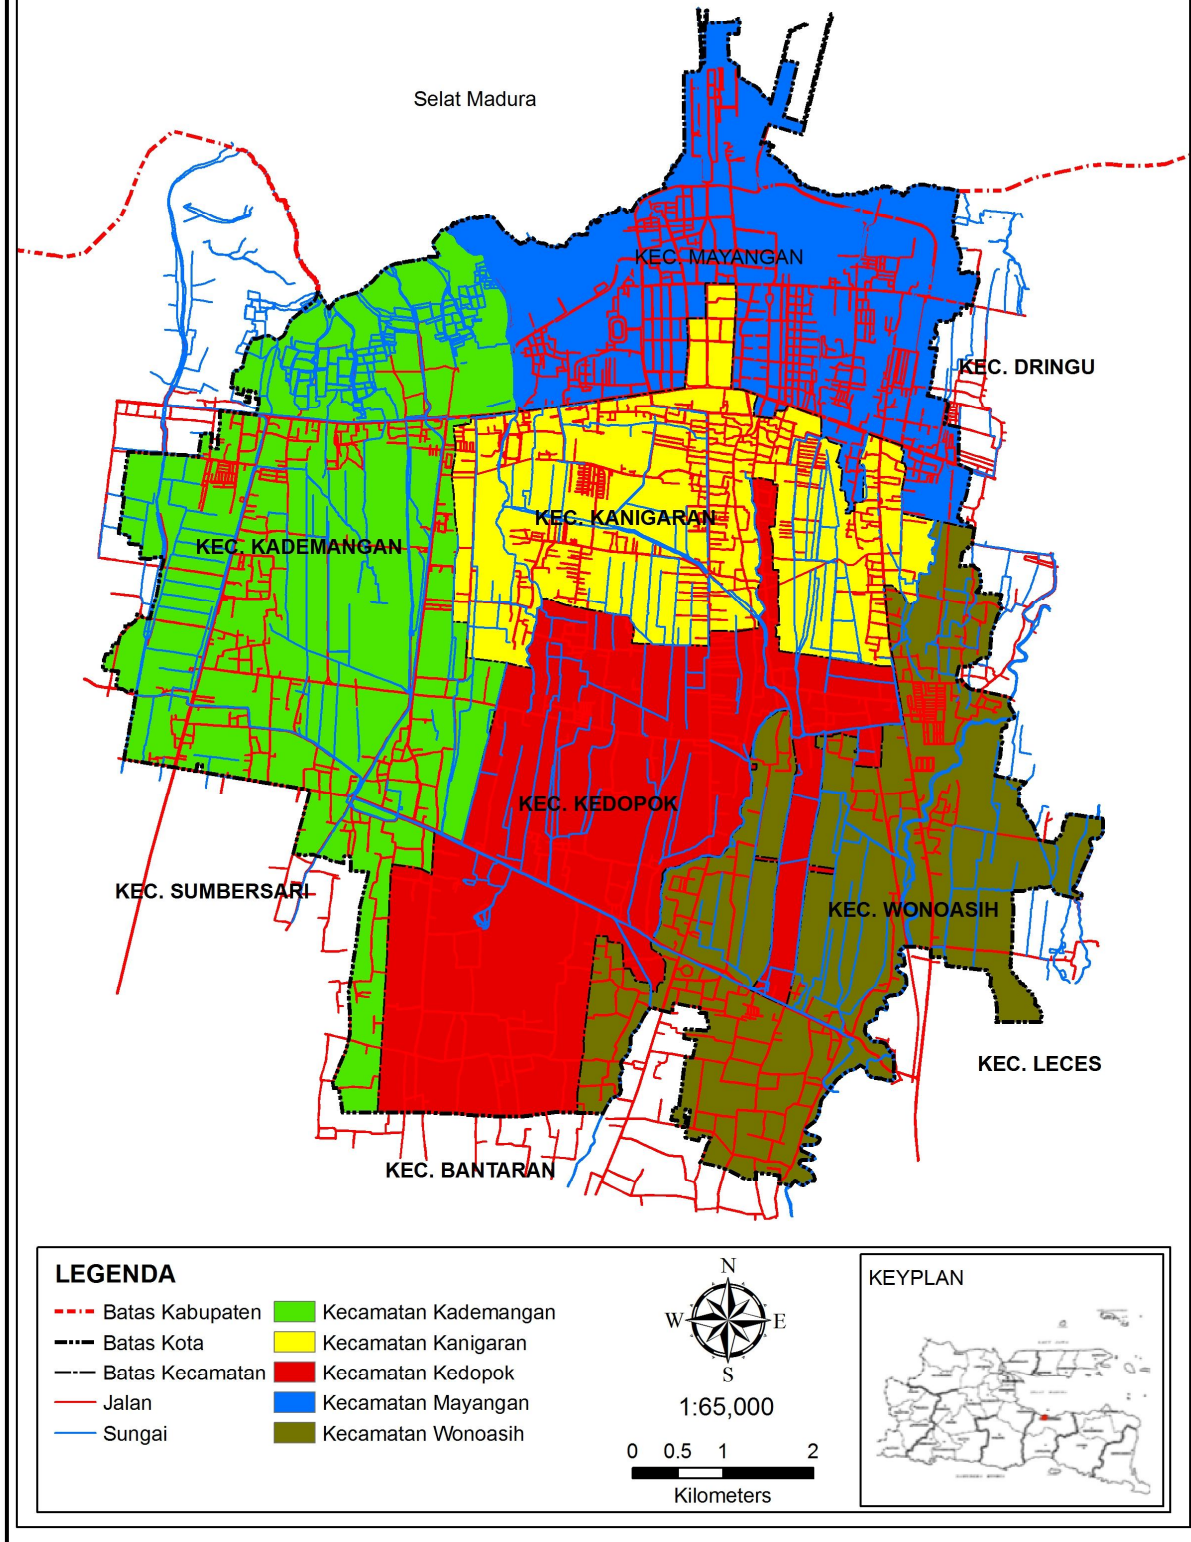 Selat Madura
KEC. MAYANGAN
KEC. DRINGU
KEC. KANIGARAN
KEC. KADEMANGAN
KEC. KEDOPOK
KEC. SUMBERSARI
KEC. WONOASIH
KEC. LECES
KEC. BANTARAN
LEGENDA
Batas Kabupaten
Batas Kota
Batas Kecamatan
Jalan
Sungai
Kecamatan Kademangan
Kecamatan Kanigaran
Kecamatan Kedopok
Kecamatan Mayangan
Kecamatan Wonoasih
N
W E
S
1:65,000
0 0.5 1 2
Kilometers
KEYPLAN